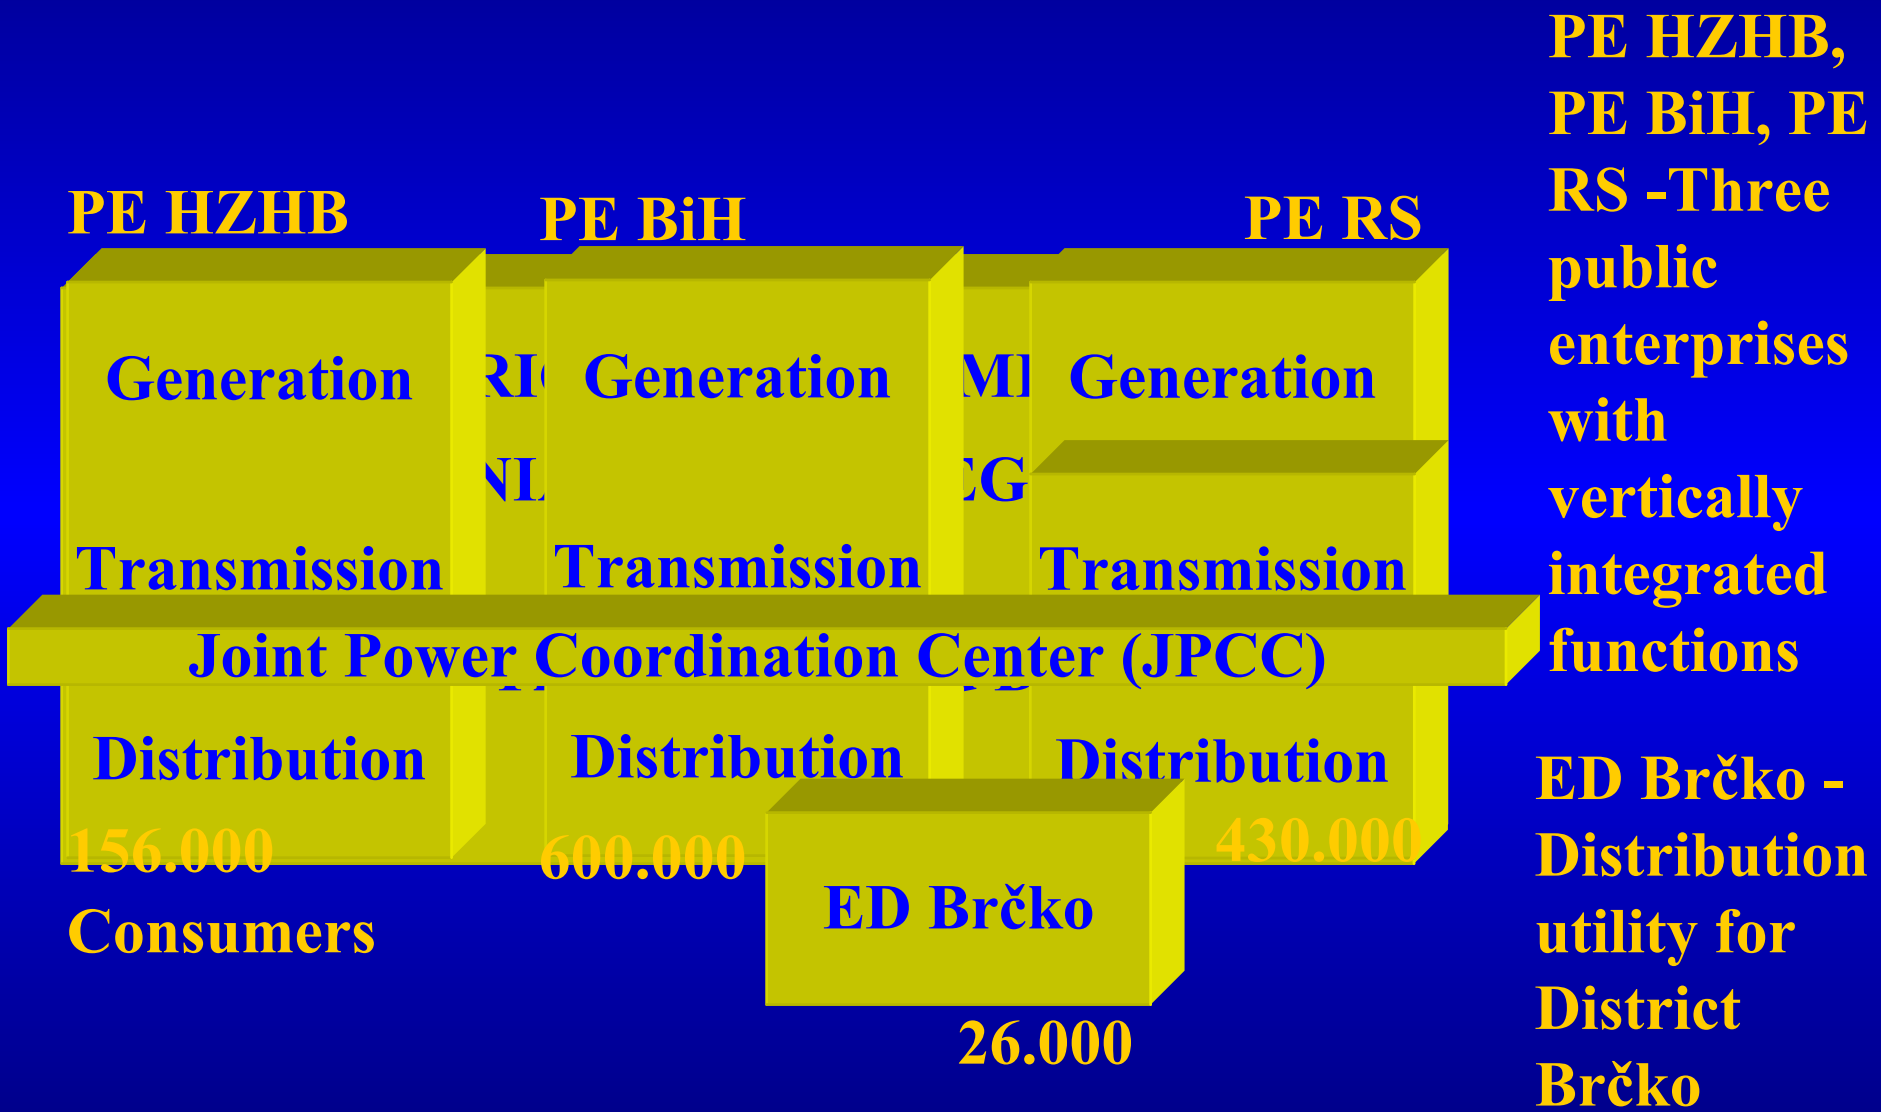 PE HZHB
PE BiH
PE RS
Generation
Generation
Generation
Transmission
Transmission
Transmission
Joint Power Coordination Center (JPCC)
Distribution
Distribution
Distribution
156.000
600.000
430.000
Consumers
ED Brčko
26.000
PE HZHB,
PE BiH, PE
RS -Three
public
enterprises
with
vertically
integrated
functions
ED Brčko -
Distribution
utility for
District
Brčko